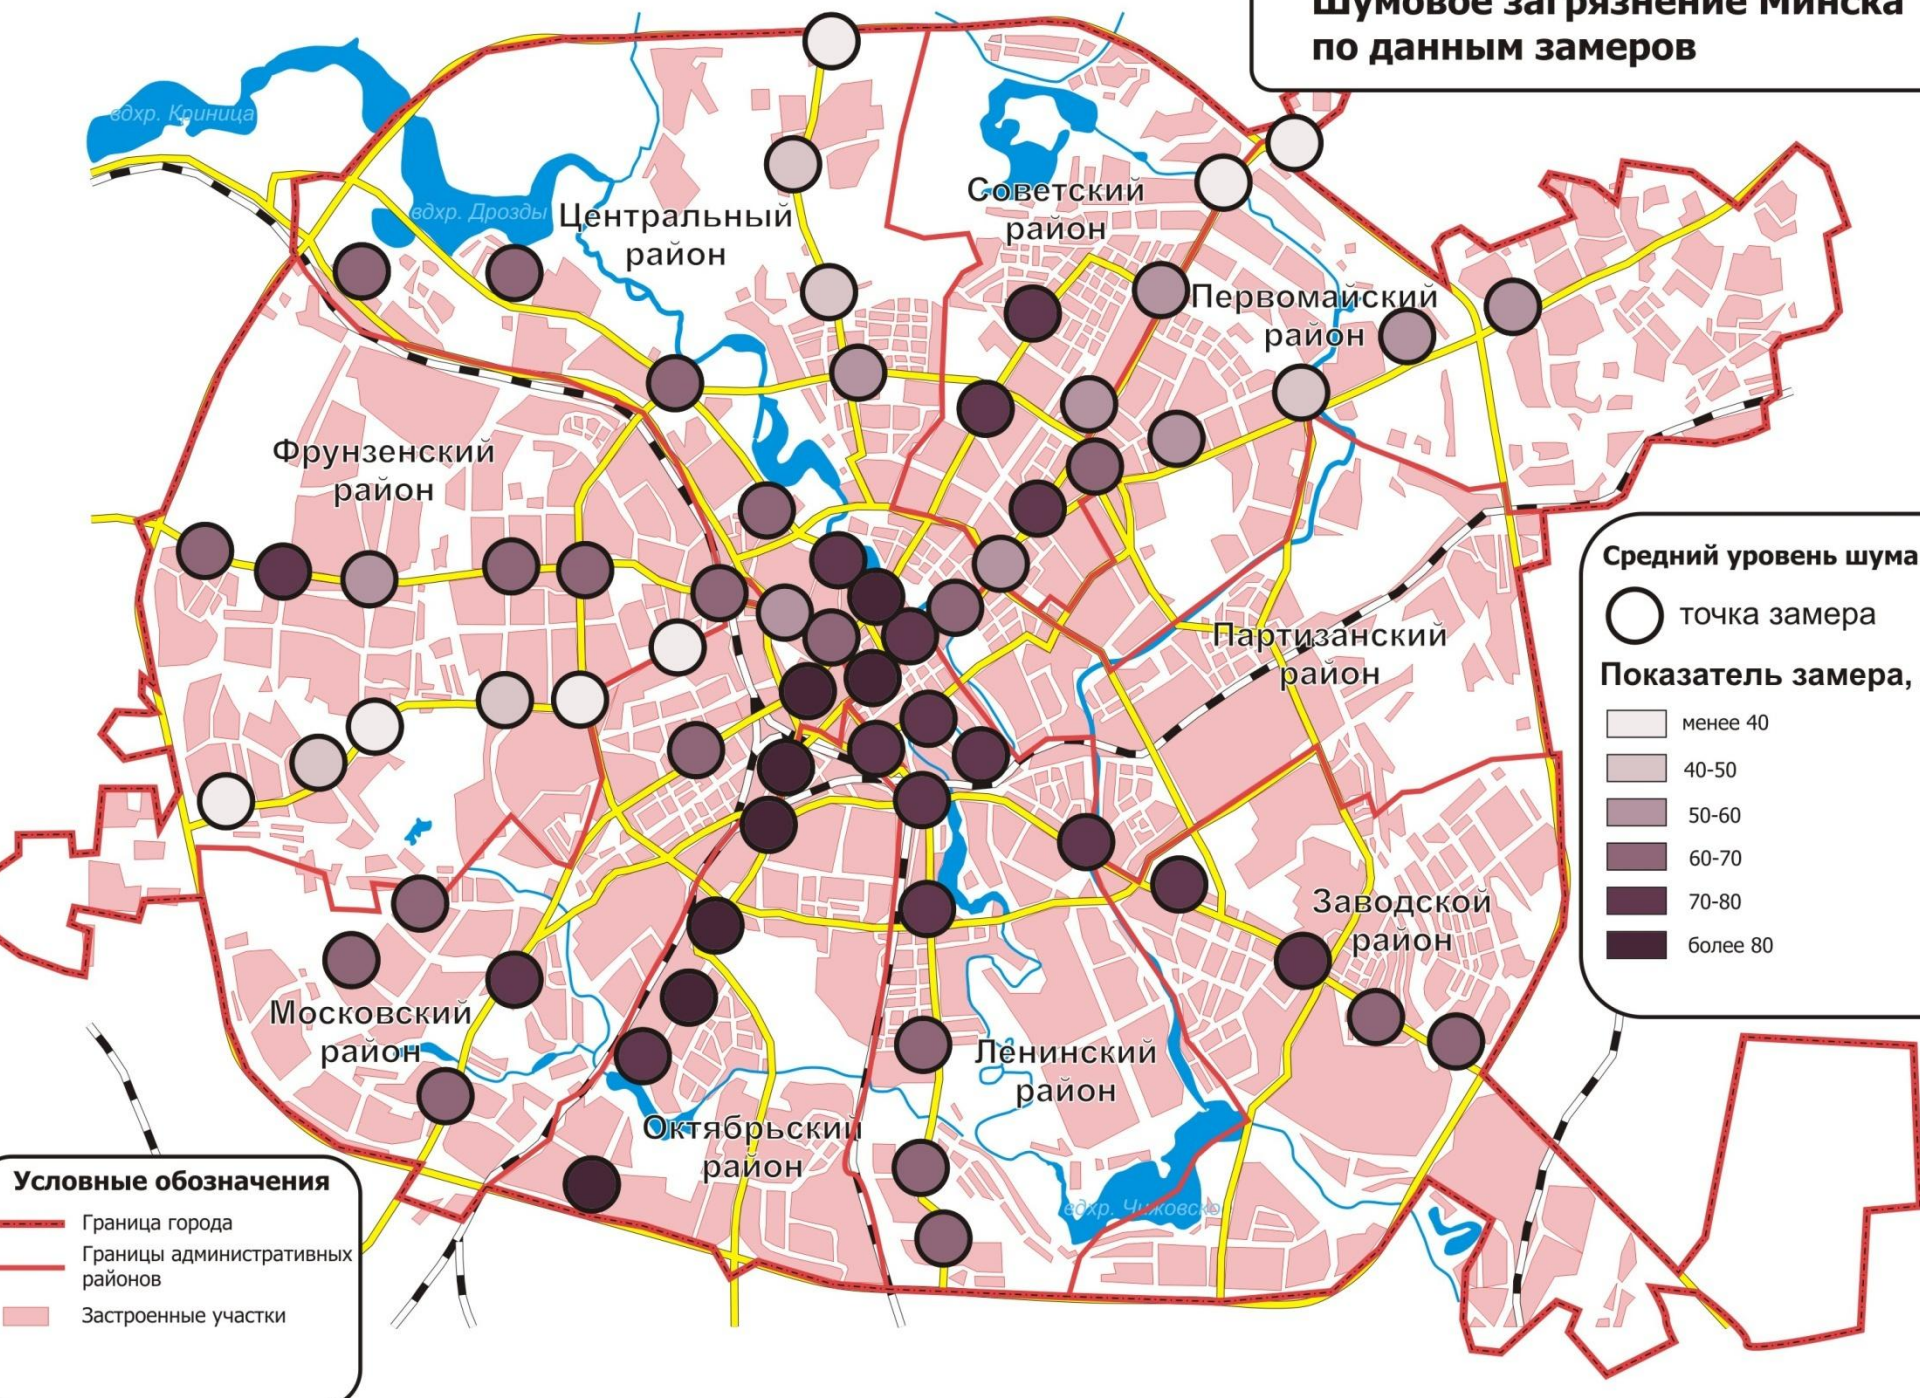 Шумовое загрязнение Минска
по данным замеров
вдхр. Криница
вдхр. Дрозды
Центральный
район
Советский
район
Первомайский
район
Фрунзенский
район
Партизанский
район
Заводской
район
Московский
район
Ленинский
район
Октябрьский
район
вдхр. Чижовско
Средний уровень шума
точка замера
Показатель замера,
менее 40
40-50
50-60
60-70
70-80
более 80
Условные обозначения
Граница города
Границы административных
районов
Застроенные участки